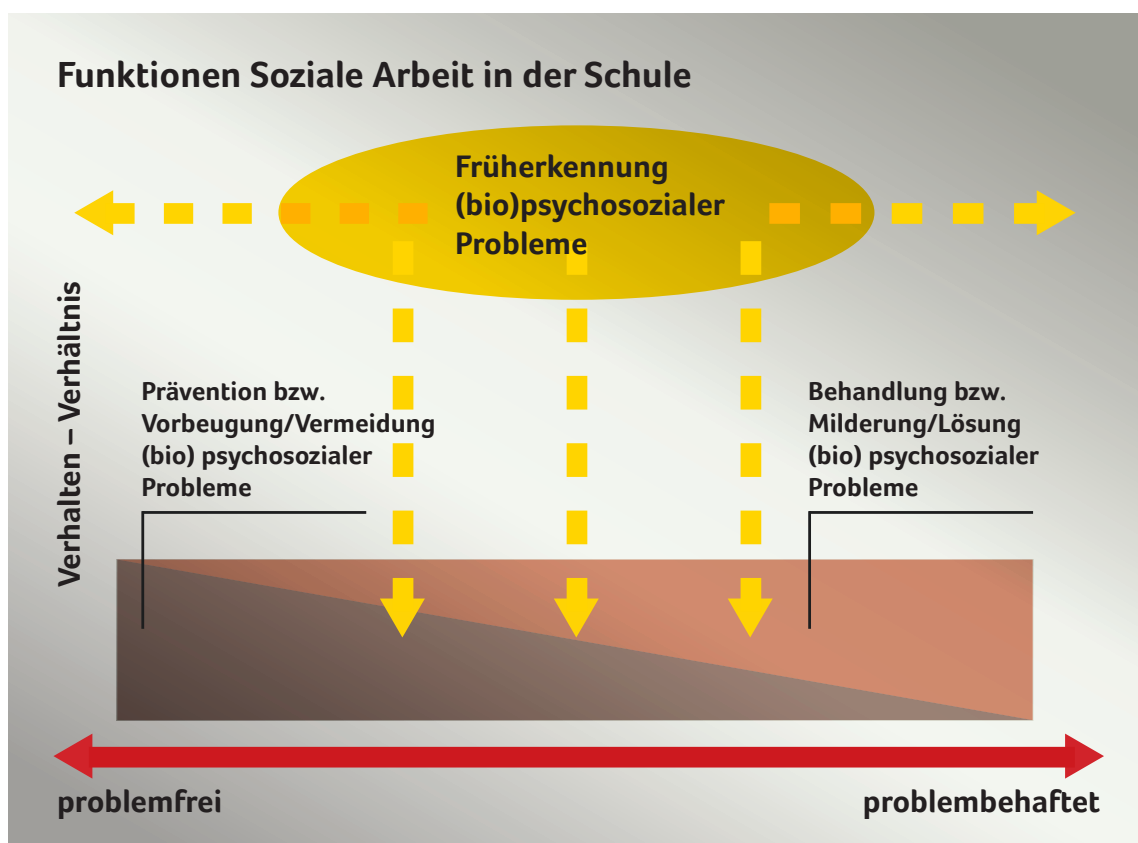 Funktionen Soziale Arbeit in der Schule
Früherkennung
(bio)psychosozialer
Probleme
Verhalten – Verhältnis
Prävention bzw.
Vorbeugung/Vermeidung
(bio) psychosozialer
Probleme
Behandlung bzw.
Milderung/Lösung
(bio) psychosozialer
Probleme
problemfrei
problembehaftet